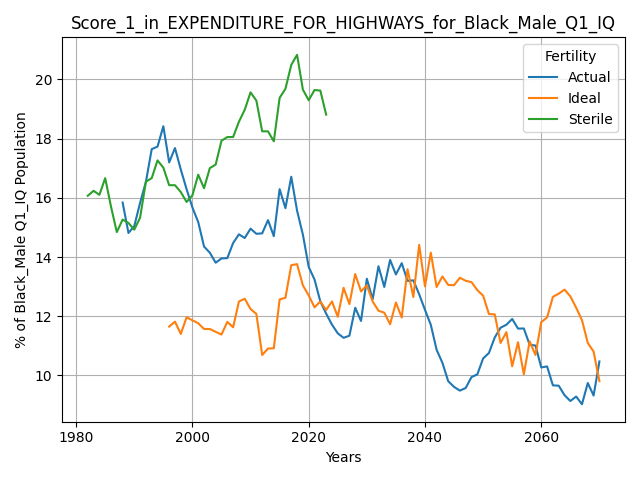 Score_1_in_EXPENDITURE_FOR_HIGHWAYS_for_Black_Male_Q1_IQ
Fertility
Actual
Ideal
Sterile
% of Black_Male Q1_IQ Population
20
18
16
14
12
10
1980
2000
2020
2040
2060
Years